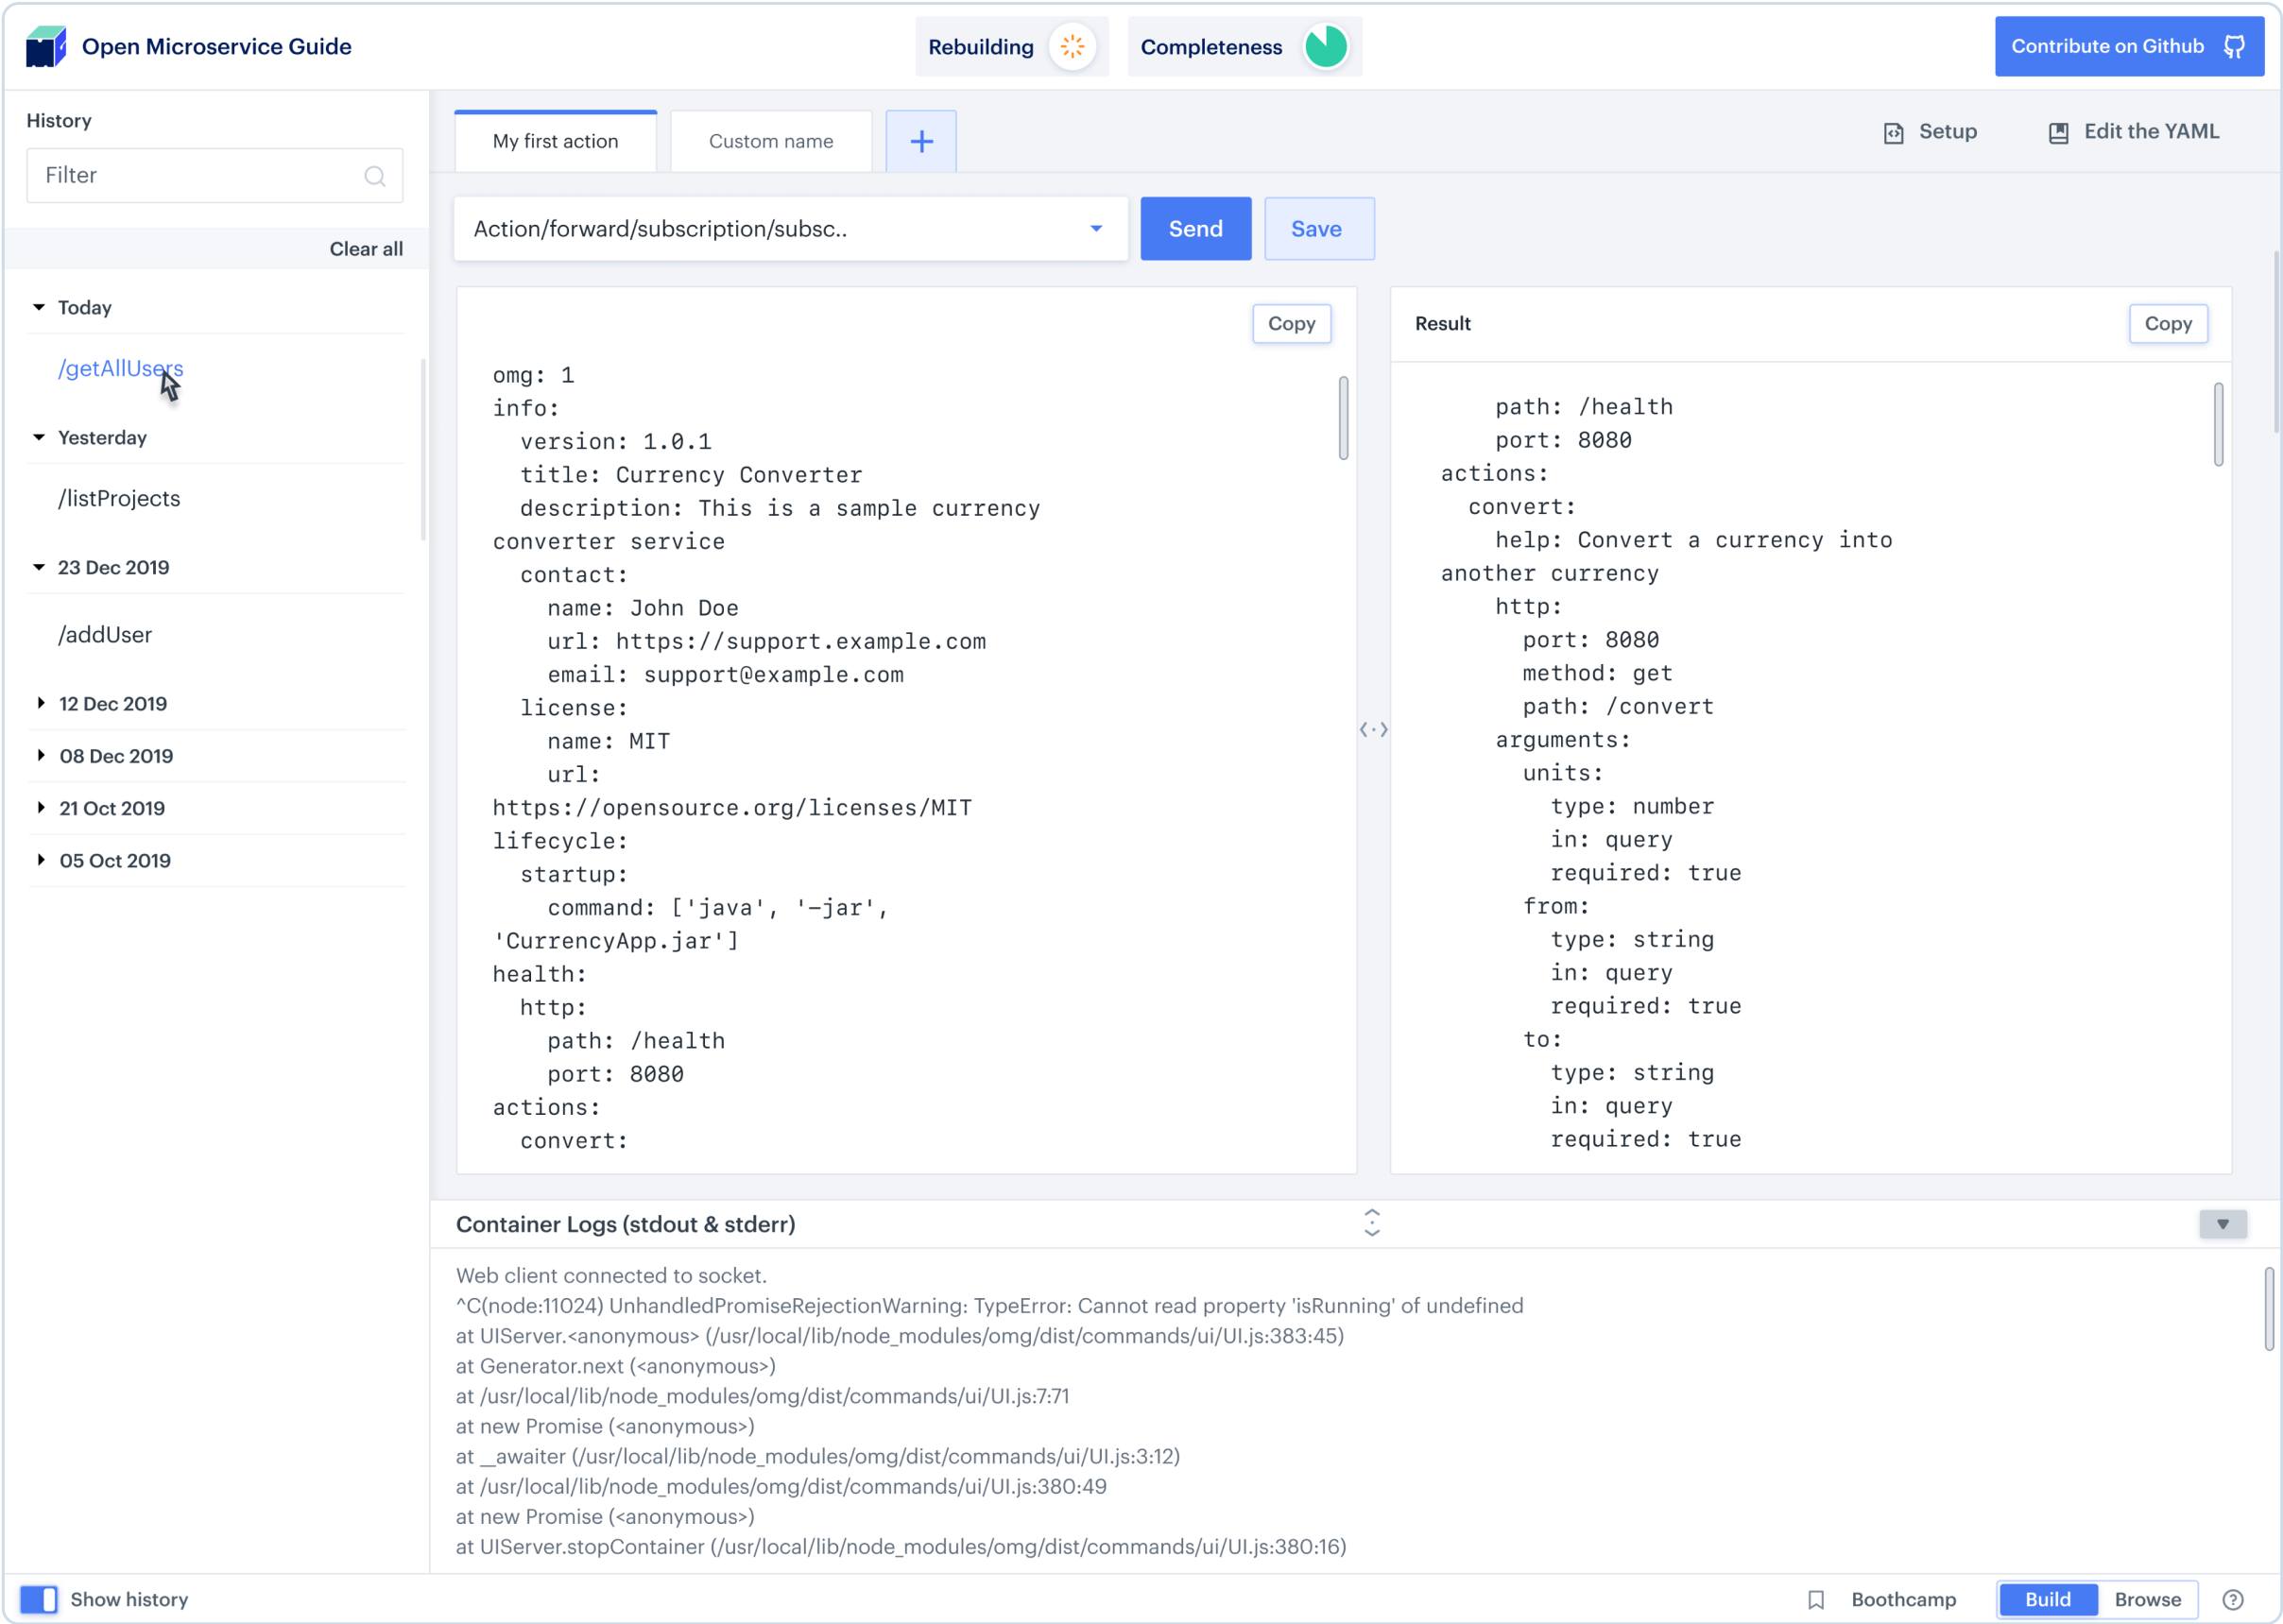 Open Microservice Guide
Rebuilding
Completeness
Contribute on Github
History
Filter
Clear all
Today
/getAllUsers
Yesterday
/listProjects
23 Dec 2019
/addUser
12 Dec 2019
08 Dec 2019
21 Oct 2019
05 Oct 2019
My first action
Custom name
+
Setup
Edit the YAML
Action/forward/subscription/subsc..
Send
Save
Copy
omg: 1
info:
version: 1.0.1
title: Currency Converter
description: This is a sample currency
converter service
contact:
name: John Doe
url: https://support.example.com
email: support@example.com
license:
name: MIT
url:
https://opensource.org/licenses/MIT
lifecycle:
startup:
command: ['java', '–jar',
'CurrencyApp.jar']
health:
http:
path: /health
port: 8080
actions:
convert:
Result
Copy
path: /health
port: 8080
actions:
convert:
help: Convert a currency into
another currency
http:
port: 8080
method: get
path: /convert
arguments:
units:
type: number
in: query
required: true
from:
type: string
in: query
required: true
to:
type: string
in: query
required: true
Container Logs (stdout & stderr)
Web client connected to socket.
^C(node:11024) UnhandledPromiseRejectionWarning: TypeError: Cannot read property 'isRunning' of undefined
at UIServer.<anonymous> (/usr/local/lib/node_modules/omg/dist/commands/ui/UI.js:383:45)
at Generator.next (<anonymous>)
at /usr/local/lib/node_modules/omg/dist/commands/ui/UI.js:7:71
at new Promise (<anonymous>)
at __awaiter (/usr/local/lib/node_modules/omg/dist/commands/ui/UI.js:3:12)
at /usr/local/lib/node_modules/omg/dist/commands/ui/UI.js:380:49
at new Promise (<anonymous>)
at UIServer.stopContainer (/usr/local/lib/node_modules/omg/dist/commands/ui/UI.js:380:16)
Show history
Boothcamp
Build
Browse
?